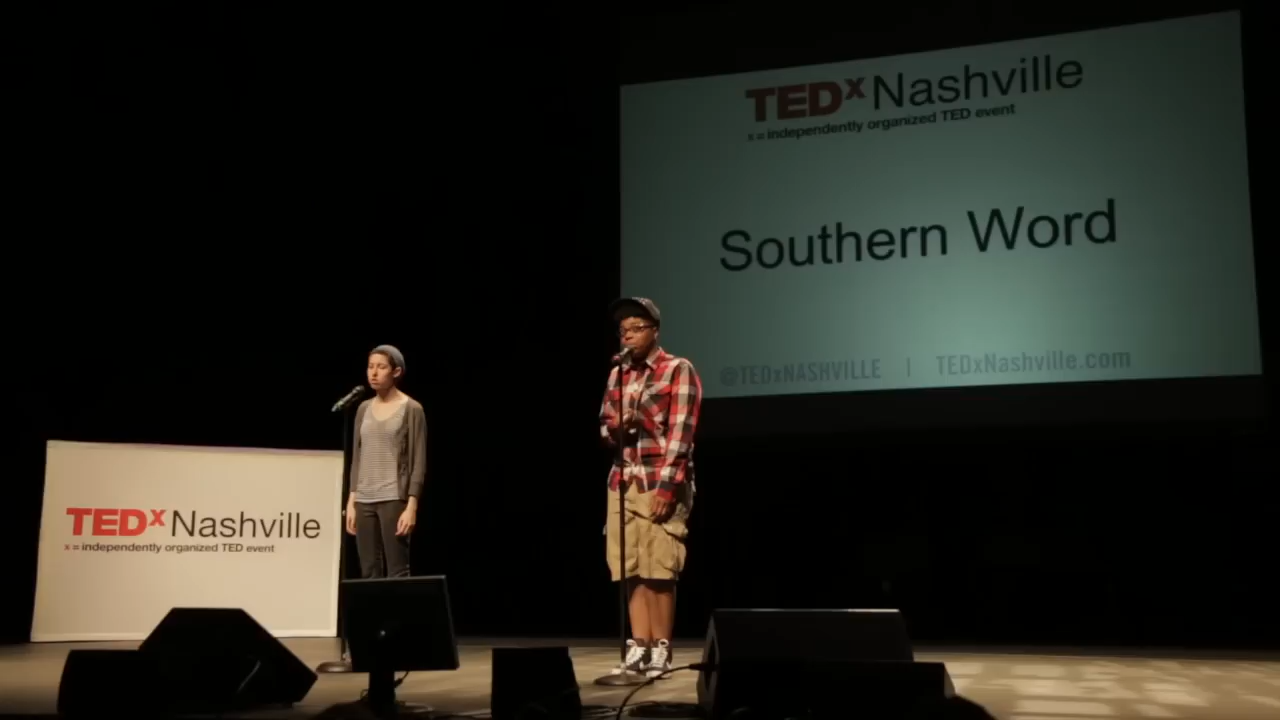 TEDx Nashville
x = independently organized TED event
Southern Word
@TEDxNASHVILLE | TEDxNashville.com
TEDx Nashville
x = independently organized TED event